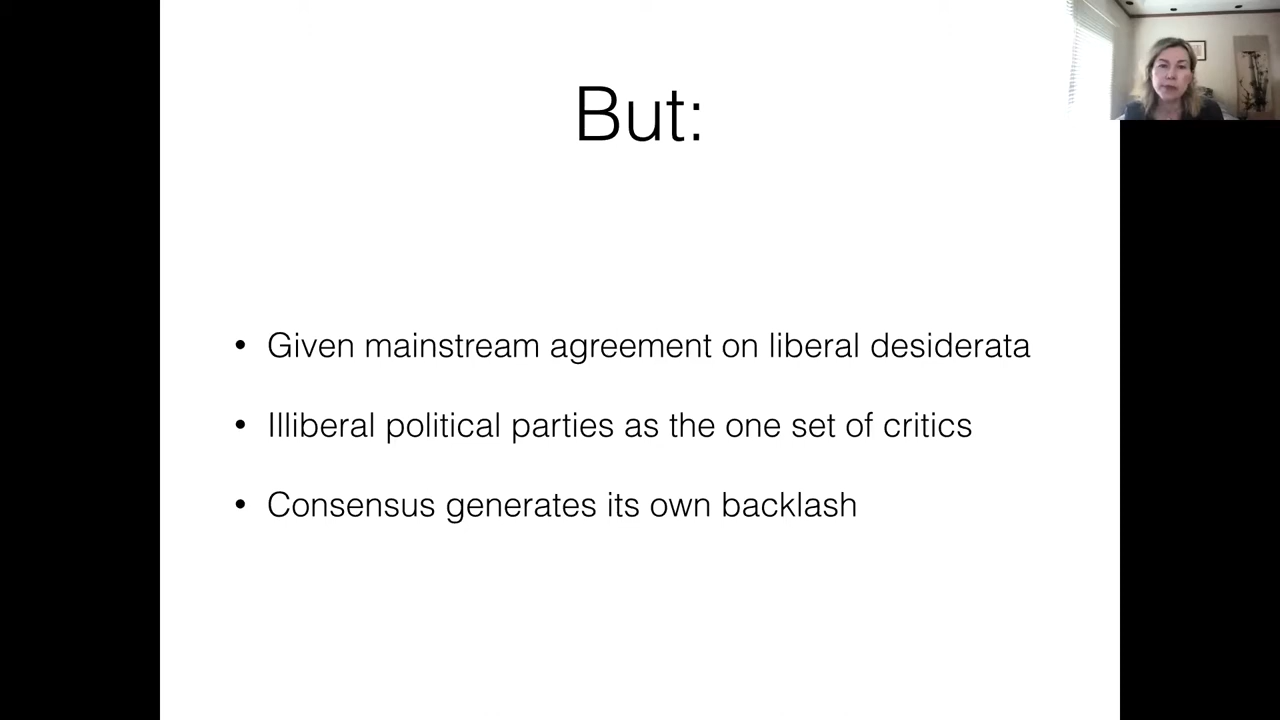 But:
• Given mainstream agreement on liberal desiderata
• Illiberal political parties as the one set of critics
• Consensus generates its own backlash